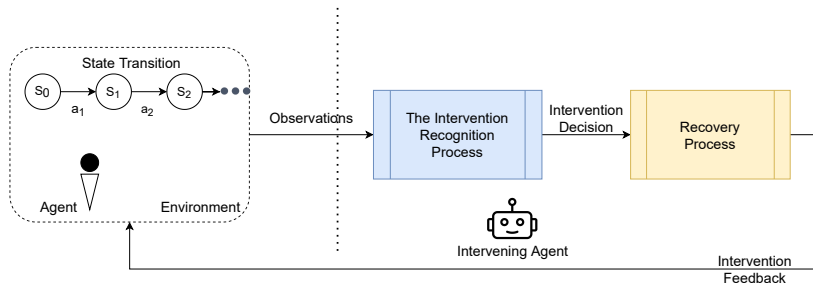 State Transition
S0 S1 S2
a1 a2
Agent Environment
Observations
The Intervention
Recognition
Process
Intervention
Decision
Recovery
Process
Intervening Agent
Intervention
Feedback